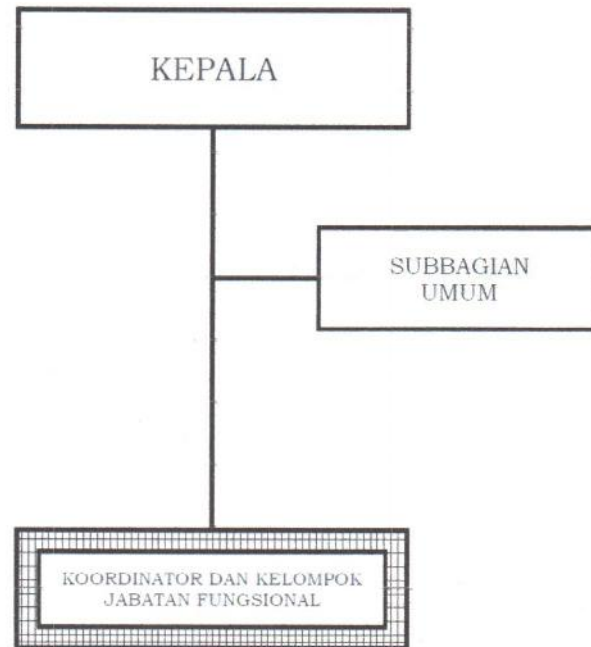 KEPALA
SUBBAGIAN
UMUM
KOORDINATOR DAN KELOMPOK
JABATAN FUNGSIONAL